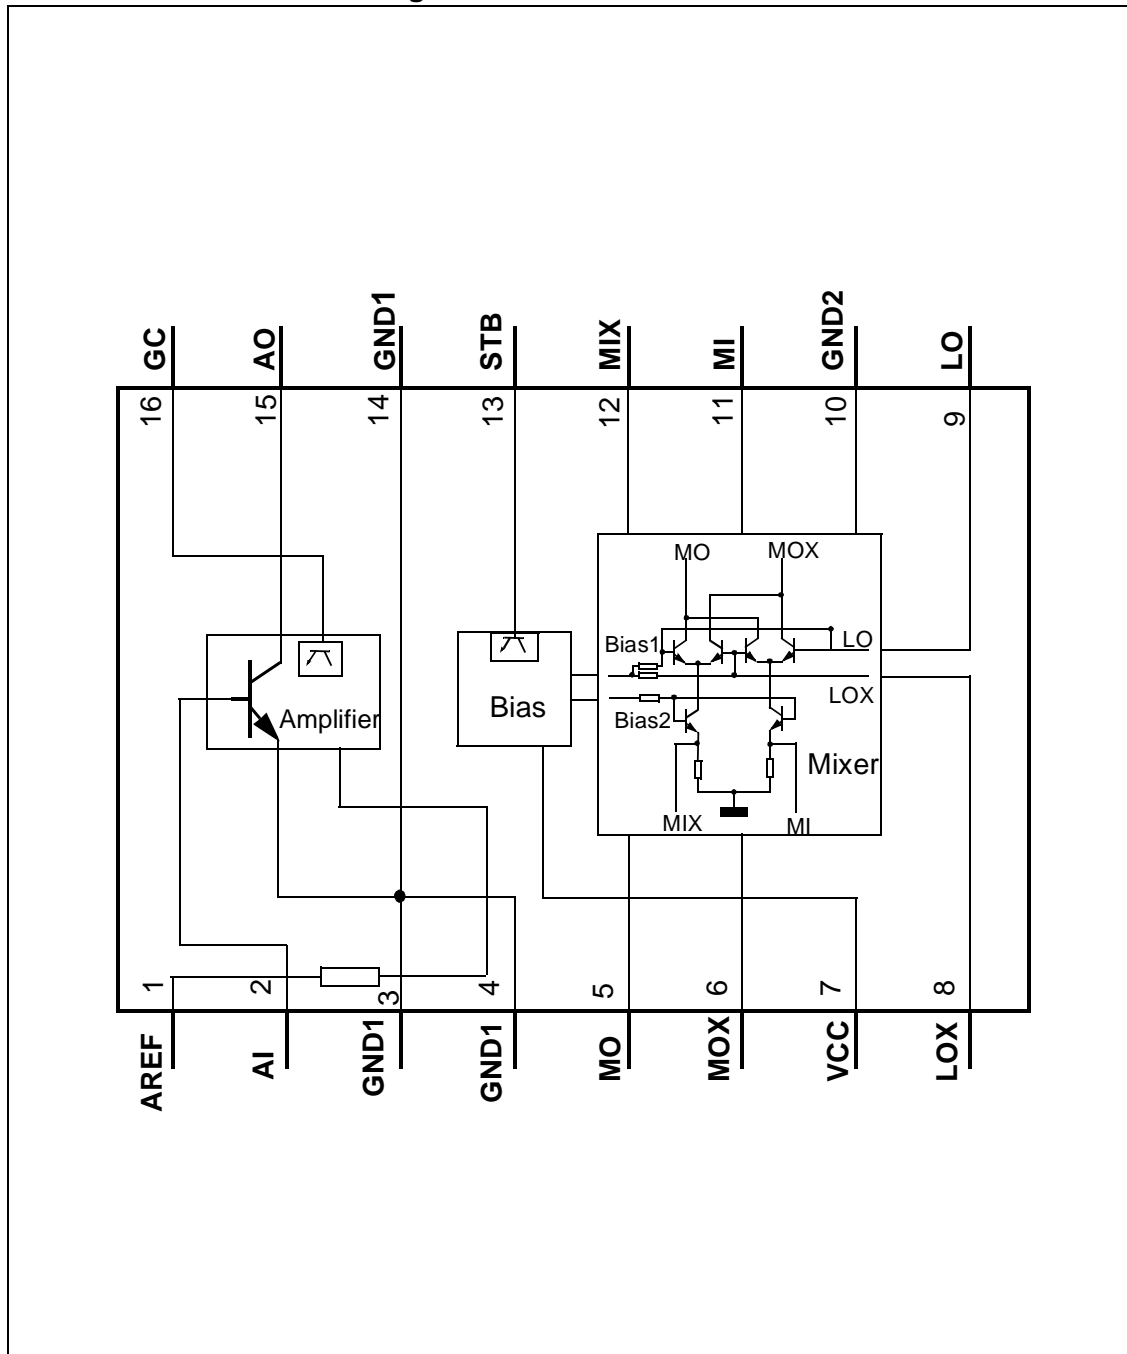 GC
AO
GND1
STB
MIX
MI
GND2
LO
16
15
14
13
12
11
10
9
MO
MOX
Bias1
LO
LOX
Bias2
Bias
Amplifier
Mixer
MIX
MI
1
2
3
4
5
6
7
8
AREF
AI
GND1
GND1
MO
MOX
VCC
LOX